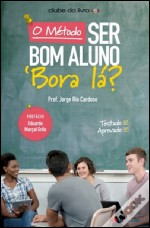 clube do livro
O Método
SER
BOM ALUNO
'Bora lá?
Prof. Jorge Rio Cardoso
PREFÁCIO
Eduardo
Marçal Grilo
Testado
Aprovado